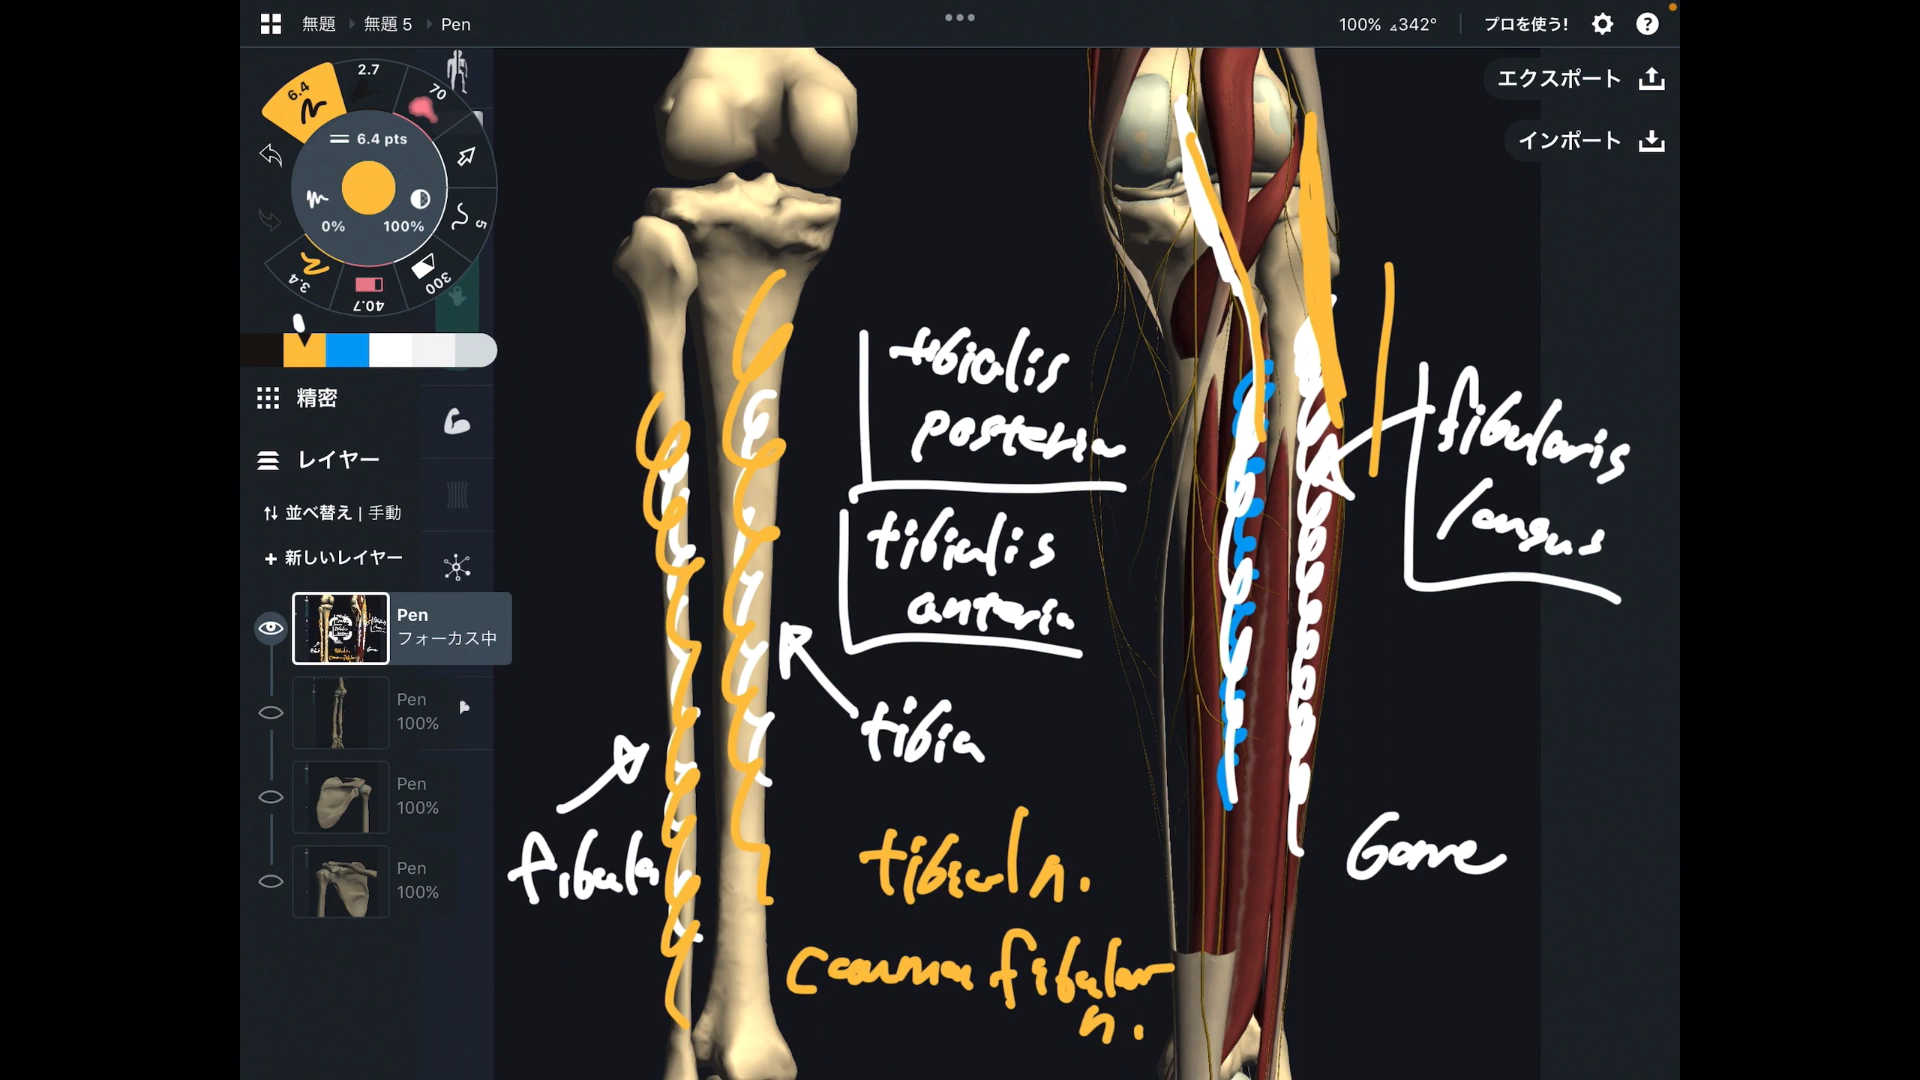 無題 無題 5 Pen
100% ⊿342° プロを使う!
エクスポート
インポート
2.7
6.4
70
6.4 pts
0% 100%
5
3.4
40.7
300
精密
レイヤー
並べ替え | 手動
+ 新しいレイヤー
Pen
フォーカス中
Pen
100%
Pen
100%
Pen
100%
tibialis
posterior
tibialis
anterior
tibia
fibula
tibial n.
common fibular
n.
fibularis
longus